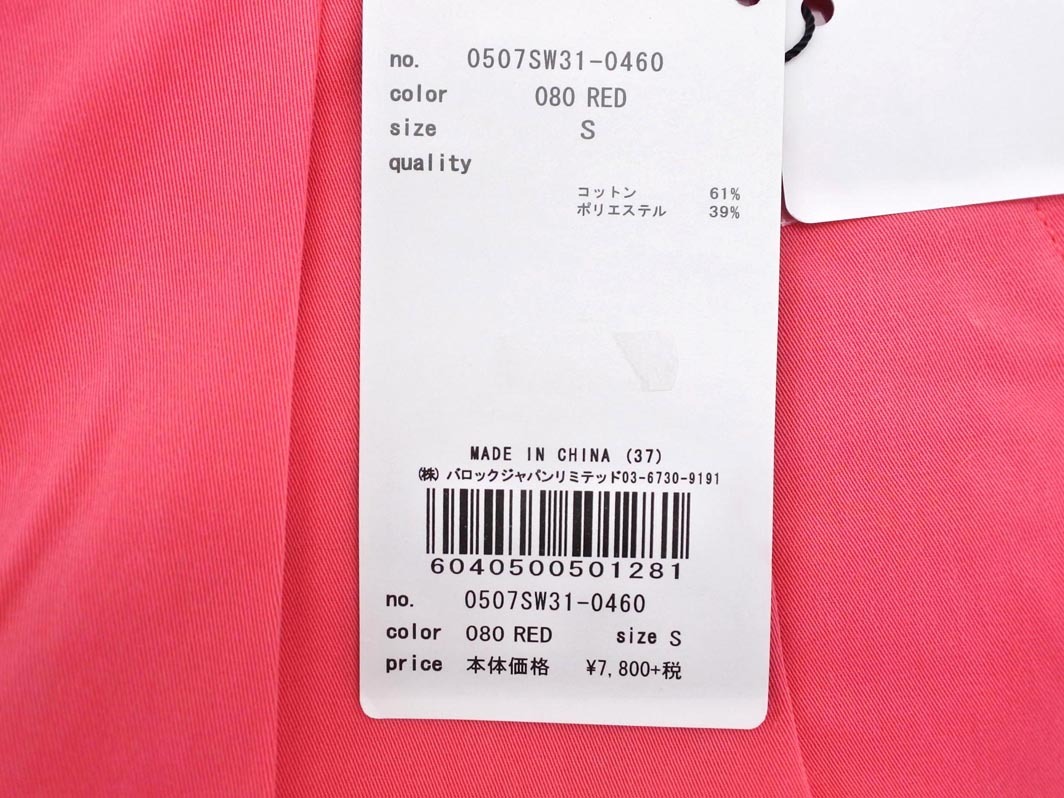 no. 0507SW31-0460
color 080 RED
size S
quality
コットン 61%
ポリエステル 39%
MADE IN CHINA (37)
(株) バロックジャパンリミテッド03-6730-9191
6040500501281
no. 0507SW31-0460
color 080 RED size S
price 本体価格 ¥7,800+税